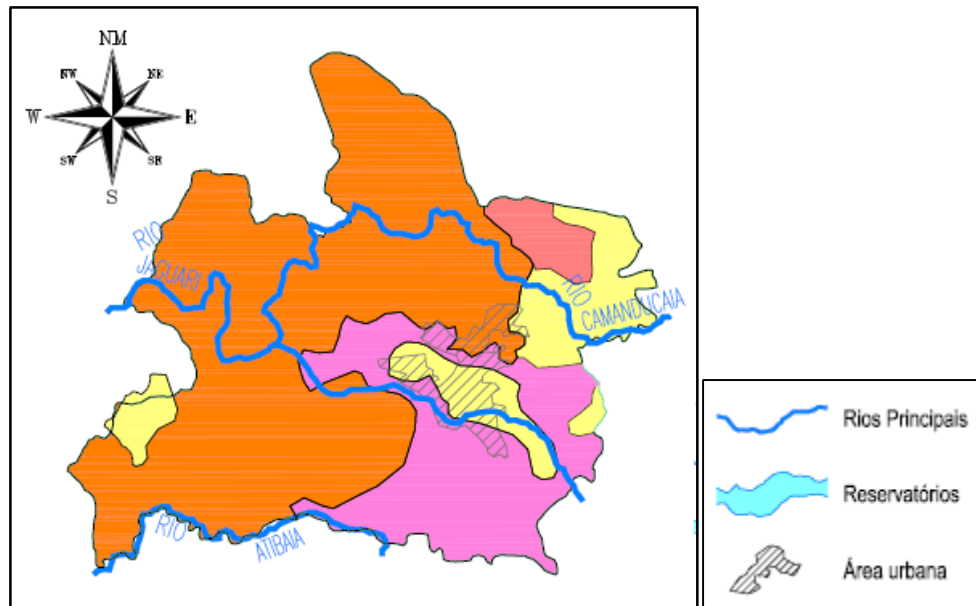 NM
NW
NE
W
E
SW
SE
S
RIO
JAGUARI
RIO
CAMANDUCAIA
RIO
ATIBAIA
Rios Principais
Reservatórios
Área urbana